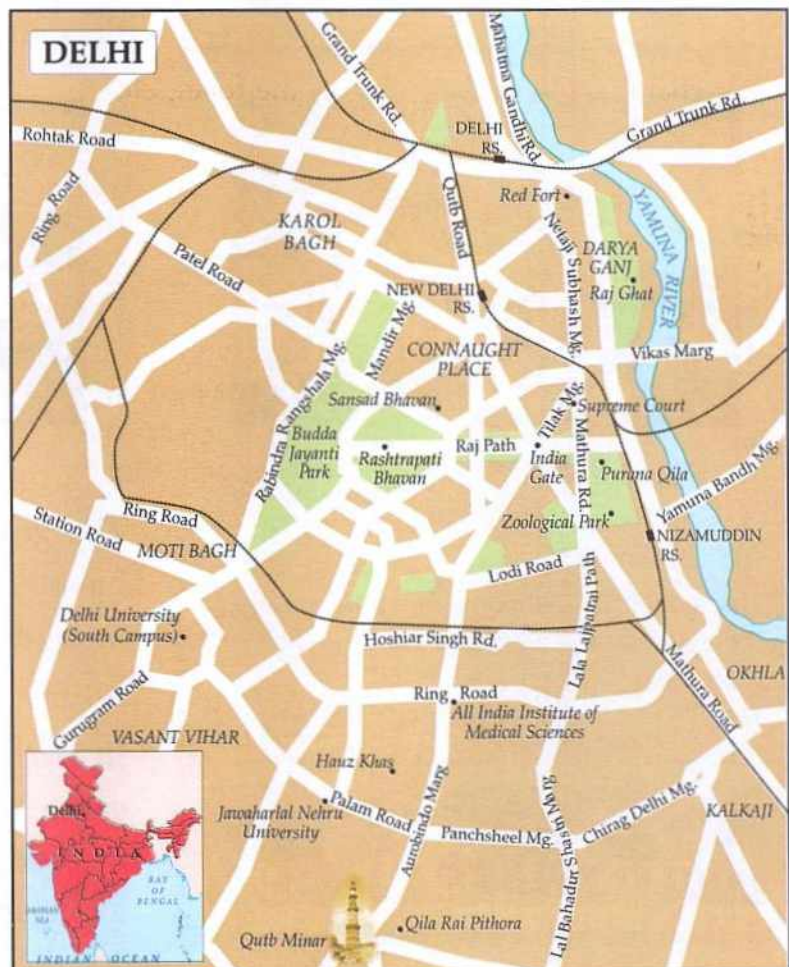 DELHI
Grand Trunk Rd.
Mahatma Gandhi Rd.
Grand Trunk Rd.
DELHI
RS.
Rohtak Road
Ring Road
Qutb Road
Red Fort
Netaji Subhash Mg.
YAMUNA RIVER
KAROL
BAGH
DARYA
GANJ
Raj Ghat
Patel Road
NEW DELHI
RS.
Mandir Mg.
CONNAUGHT
PLACE
Vikas Marg
Rabindra Rangshala Mg.
Sansad Bhavan
Tilak Mg.
Supreme Court
Budda
Jayanti
Park
Rashtrapati
Bhavan
Raj Path
India
Gate
Mathura Rd.
Purana Qila
Yamuna Bandh Mg.
Zoological Park
Ring Road
Station Road
MOTI BAGH
NIZAMUDDIN
RS.
Lodi Road
Lala Lajpatrai Path
Delhi University
(South Campus)
Hoshiar Singh Rd.
Mathura Road
OKHLA
Gurugram Road
Ring Road
All India Institute of
Medical Sciences
VASANT VIHAR
Hauz Khas
Aurobindo Marg
Jawaharlal Nehru
University
Palam Road
Panchsheel Mg.
Lal Bahadur Shastri Marg
Chirag Delhi Mg.
KALKAJI
Delhi
INDIA
BAY
OF
BENGAL
ARABIAN
SEA
INDIAN OCEAN
Qutb Minar
Qila Rai Pithora